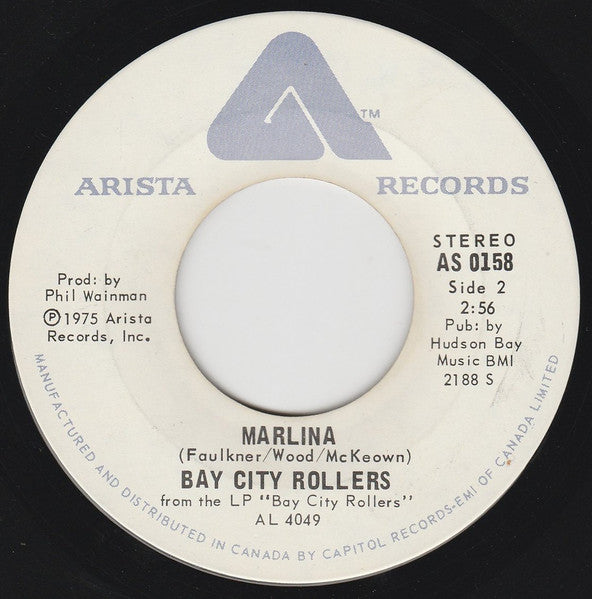 TM
ARISTA RECORDS
STEREO
AS 0158
Side 2
2:56
Pub: by
Hudson Bay
Music BMI
2188 S
Prod: by
Phil Wainman
Ⓟ1975 Arista
Records, Inc.
MARLINA
(Faulkner/Wood/McKeown)
BAY CITY ROLLERS
from the LP "Bay City Rollers"
AL 4049
MANUFACTURED AND DISTRIBUTED IN CANADA BY CAPITOL RECORDS-EMI OF CANADA LIMITED